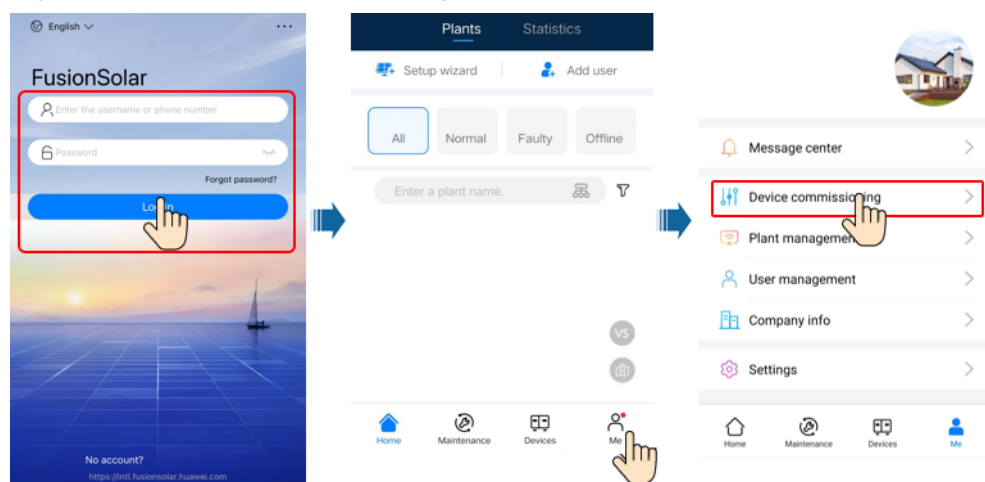 English
...
FusionSolar
Enter the username or phone number
Password
Forgot password?
Log In
No account?
https://intl.fusionsolar.huawei.com
Plants Statistics
Setup wizard Add user
All Normal Faulty Offline
Enter a plant name.
VS
Home Maintenance Devices Me
Message center
Device commissioning
Plant management
User management
Company info
Settings
Home Maintenance Devices Me